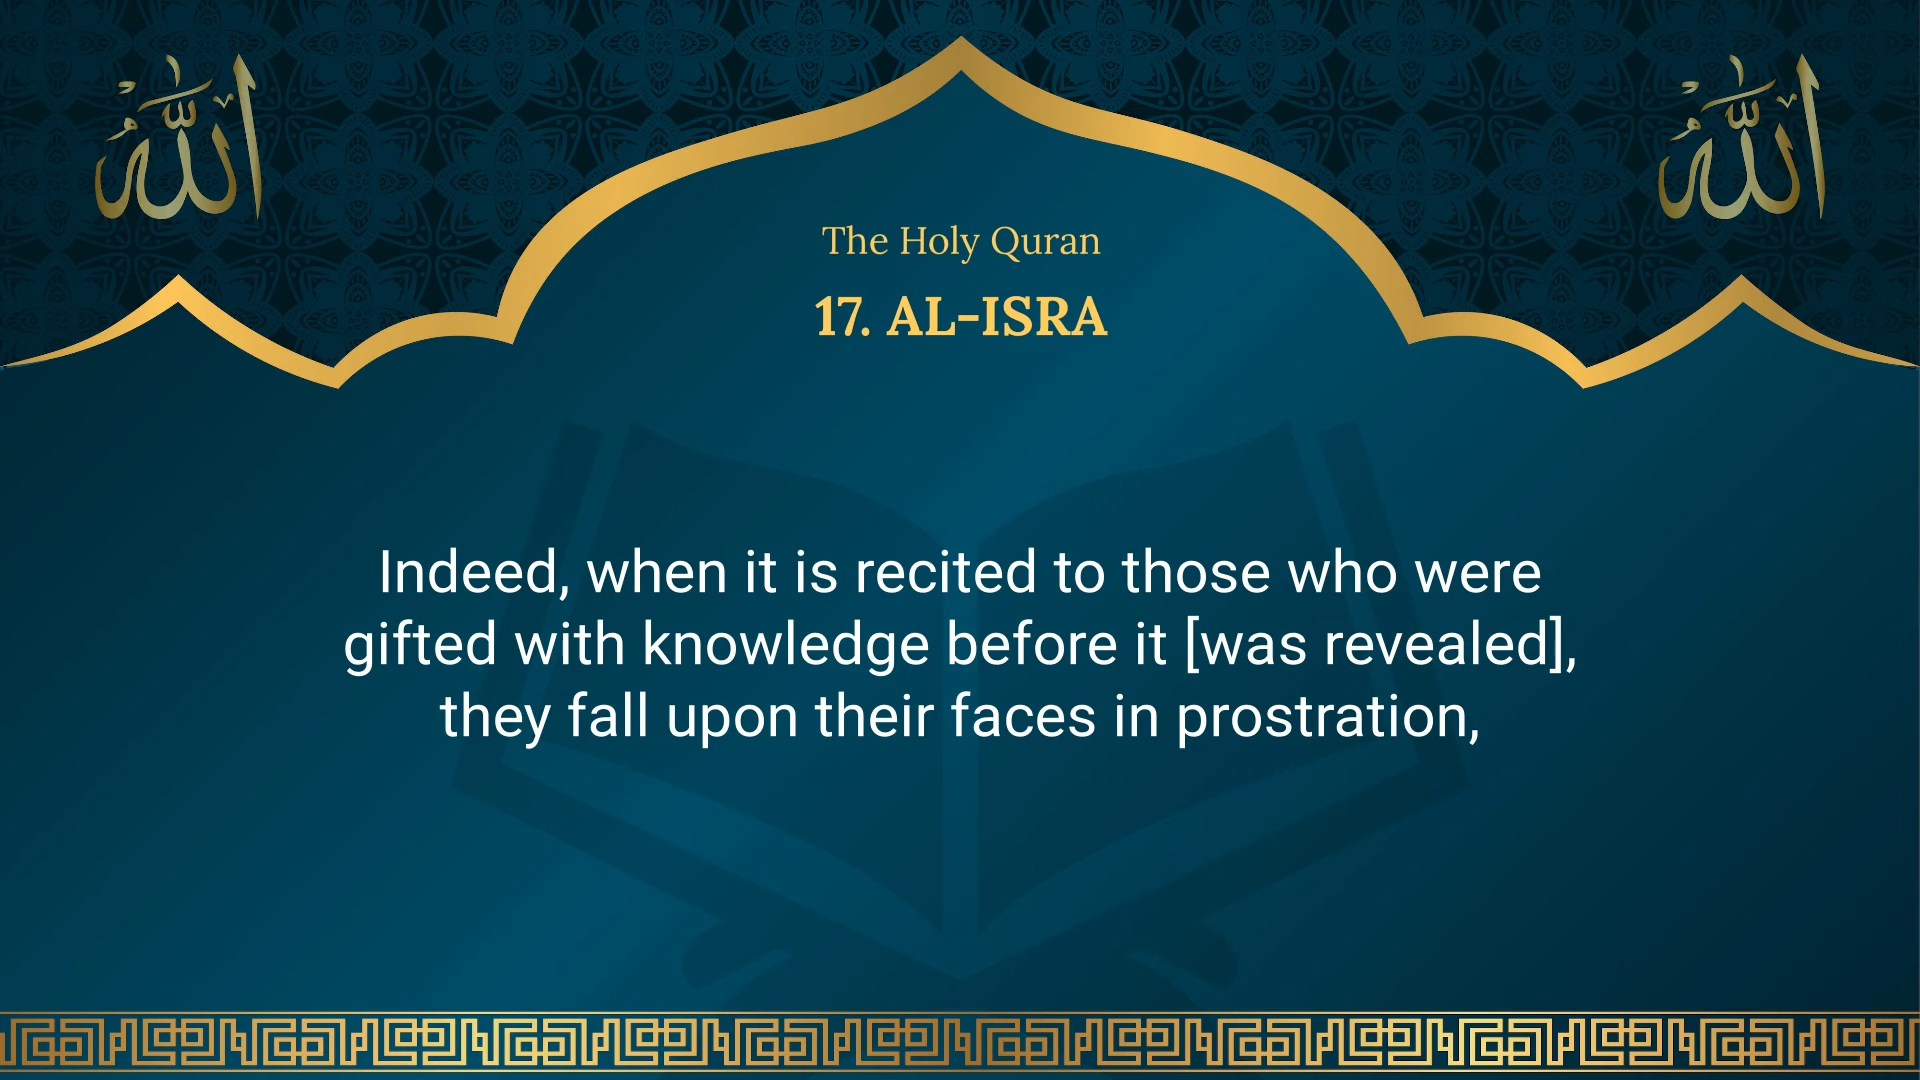 الله
الله
The Holy Quran
17. AL-ISRA
Indeed, when it is recited to those who were
gifted with knowledge before it [was revealed],
they fall upon their faces in prostration,